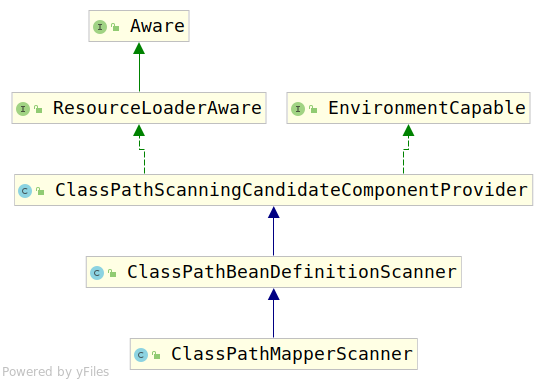 Aware
ResourceLoaderAware
EnvironmentCapable
ClassPathScanningCandidateComponentProvider
ClassPathBeanDefinitionScanner
ClassPathMapperScanner
Powered by yFiles